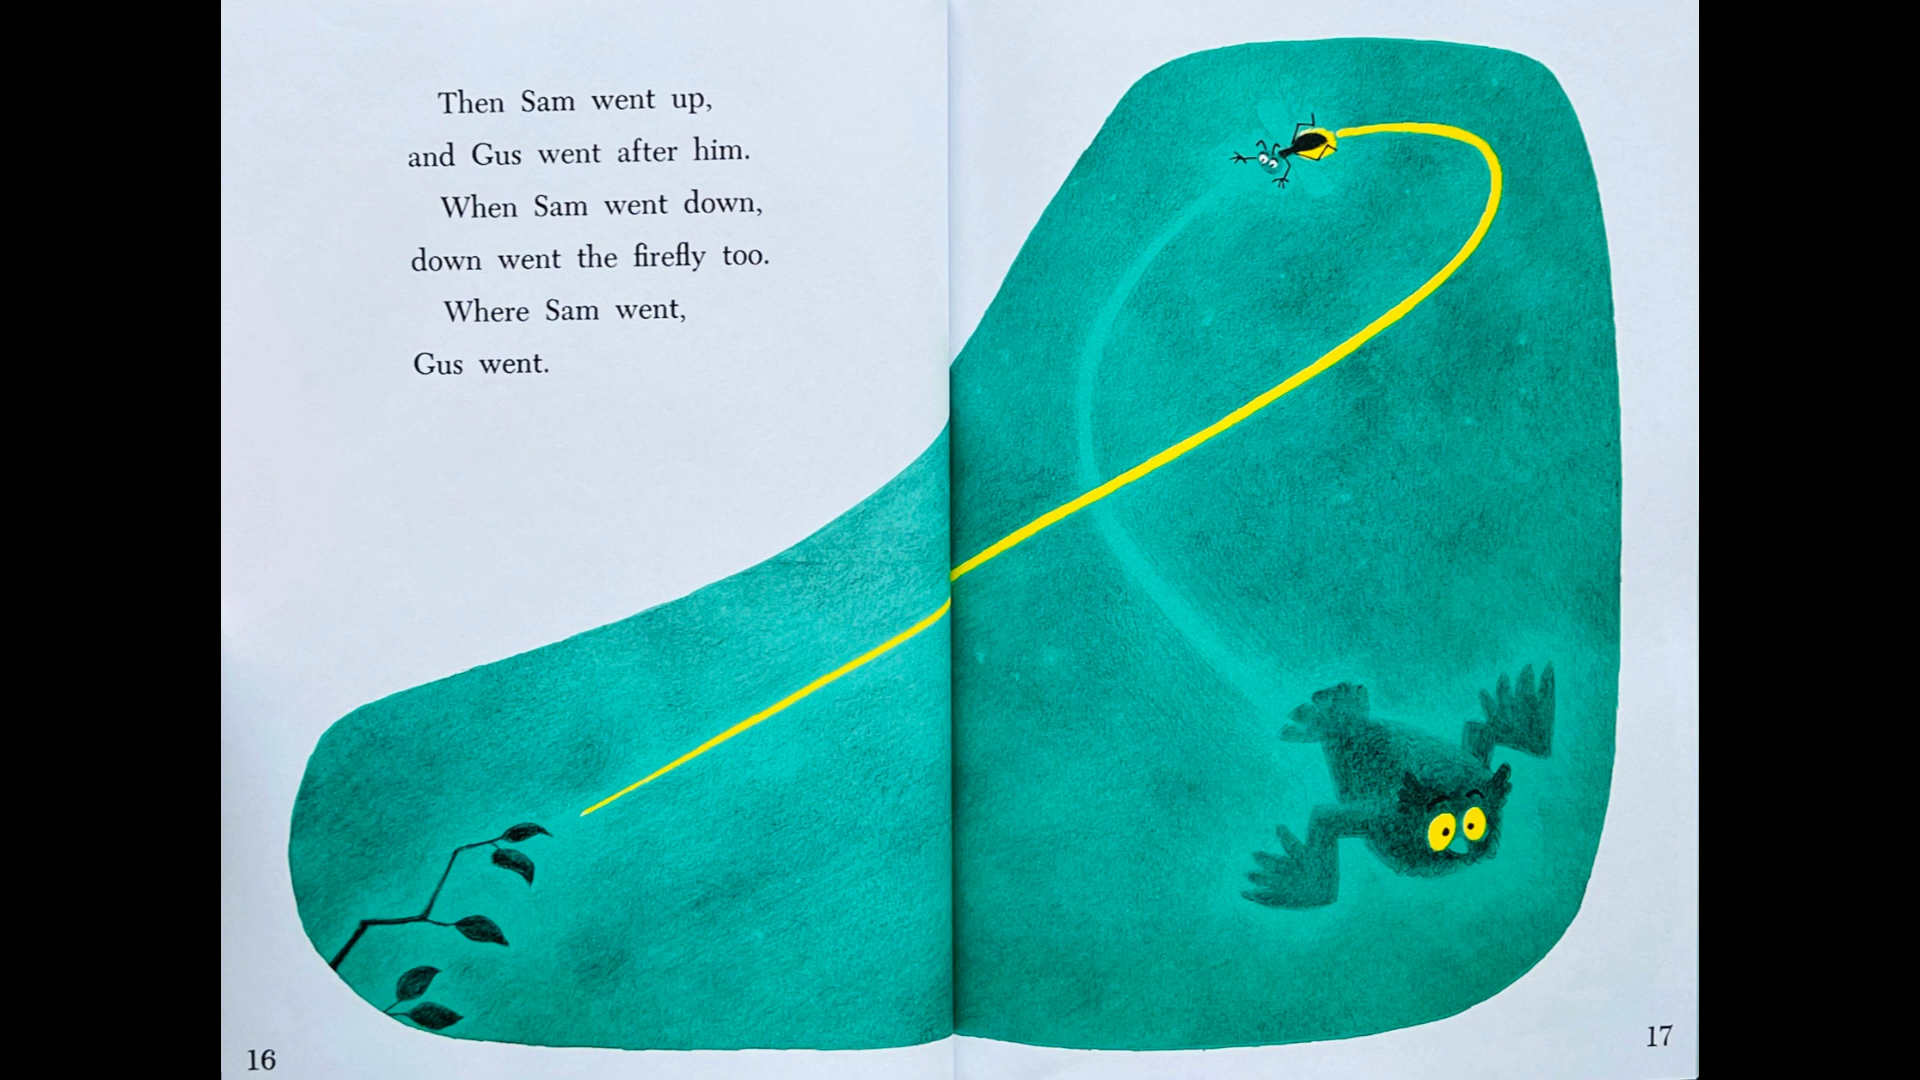 Then Sam went up,
and Gus went after him.
When Sam went down,
down went the firefly too.
Where Sam went,
Gus went.
16
17